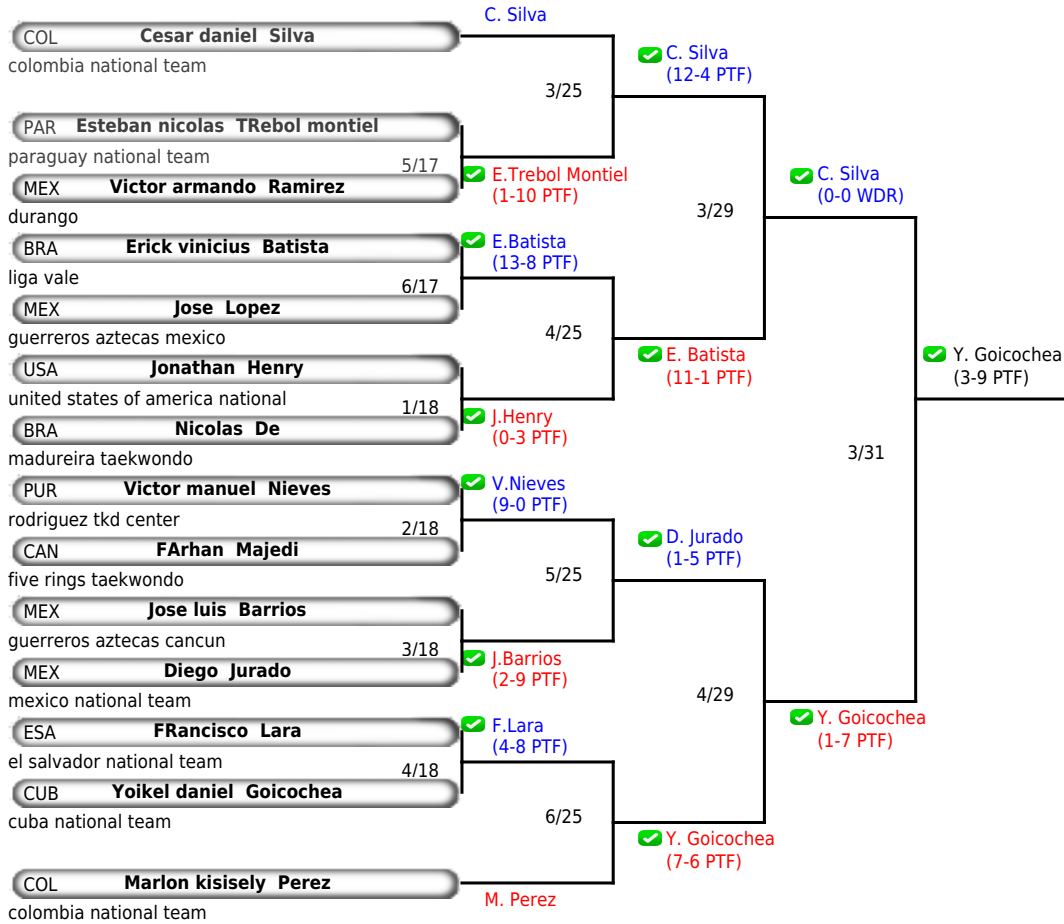 C. Silva
COL Cesar daniel Silva
colombia national team
3/25
C. Silva
(12-4 PTF)
PAR Esteban nicolas TRebol montiel
paraguay national team
5/17
E.Trebol Montiel
(1-10 PTF)
MEX Victor armando Ramirez
durango
3/29
C. Silva
(0-0 WDR)
BRA Erick vinicius Batista
liga vale
E.Batista
(13-8 PTF)
6/17
MEX Jose Lopez
guerreros aztecas mexico
4/25
E. Batista
(11-1 PTF)
USA Jonathan Henry
united states of america national
1/18
J.Henry
(0-3 PTF)
BRA Nicolas De
madureira taekwondo
3/31
Y. Goicochea
(3-9 PTF)
PUR Victor manuel Nieves
rodriguez tkd center
V.Nieves
(9-0 PTF)
2/18
CAN FArhan Majedi
five rings taekwondo
5/25
D. Jurado
(1-5 PTF)
MEX Jose luis Barrios
guerreros aztecas cancun
3/18
J.Barrios
(2-9 PTF)
MEX Diego Jurado
mexico national team
4/29
Y. Goicochea
(1-7 PTF)
ESA FRancisco Lara
el salvador national team
F.Lara
(4-8 PTF)
4/18
CUB Yoikel daniel Goicochea
cuba national team
6/25
Y. Goicochea
(7-6 PTF)
COL Marlon kisisely Perez
colombia national team
M. Perez